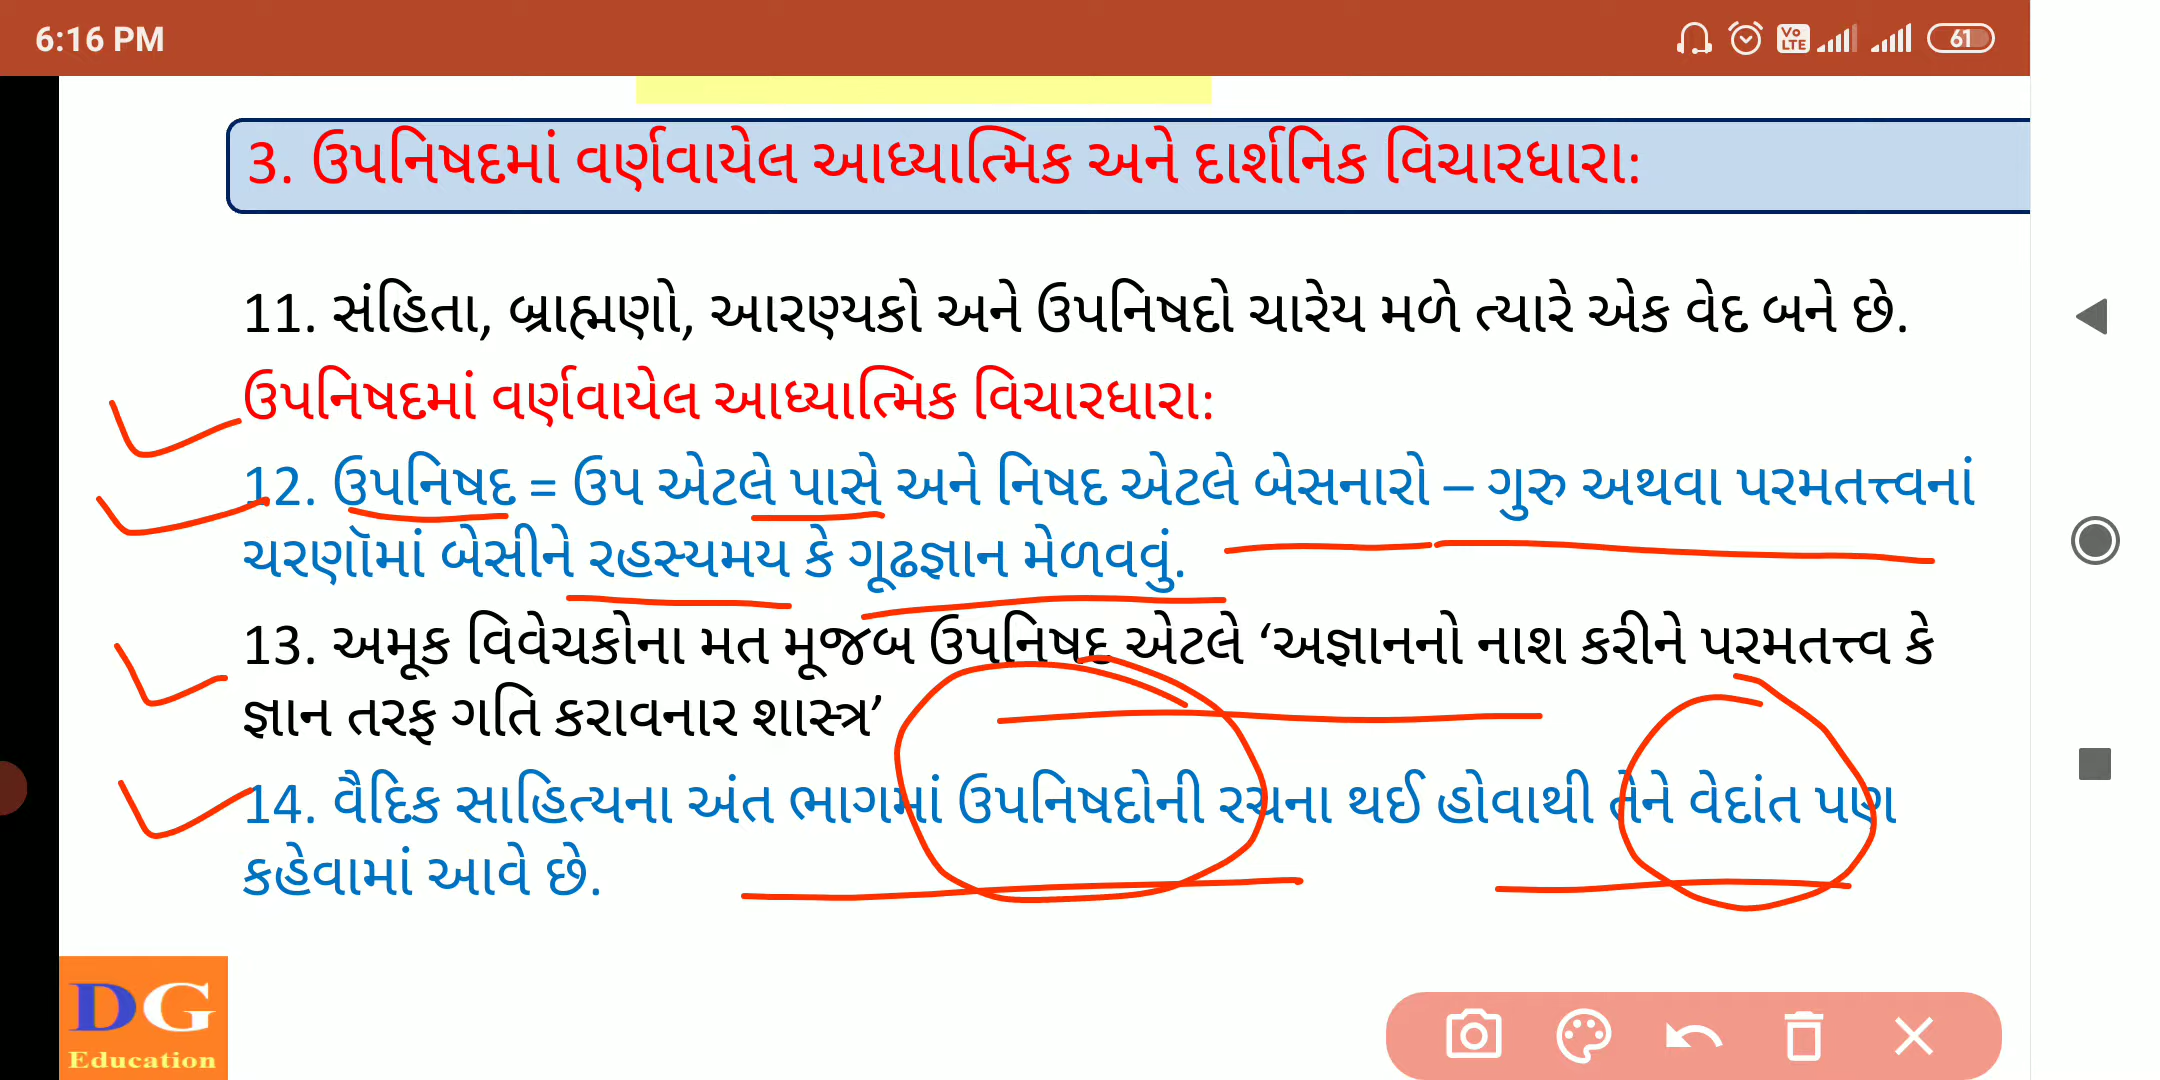 6:16 PM
Vo LTE
61
3. ઉપનિષદમાં વર્ણવાયેલ આધ્યાત્મિક અને દાર્શનિક વિચારધારા:
11. સંહિતા, બ્રાહ્મણો, આરણ્યકો અને ઉપનિષદો ચારેય મળે ત્યારે એક વેદ બને છે.
ઉપનિષદમાં વર્ણવાયેલ આધ્યાત્મિક વિચારધારા:
12. ઉપનિષદ = ઉપ એટલે પાસે અને નિષદ એટલે બેસનારો – ગુરુ અથવા પરમતત્ત્વનાં
ચરણૉમાં બેસીને રહસ્યમય કે ગૂઢજ્ઞાન મેળવવું.
13. અમૂક વિવેચકોના મત મૂજબ ઉપનિષદ એટલે ‘અજ્ઞાનનો નાશ કરીને પરમતત્ત્વ કે
જ્ઞાન તરફ ગતિ કરાવનાર શાસ્ત્ર’
14. વૈદિક સાહિત્યના અંત ભાગમાં ઉપનિષદોની રચના થઈ હોવાથી તેને વેદાંત પણ
કહેવામાં આવે છે.
DG
Education